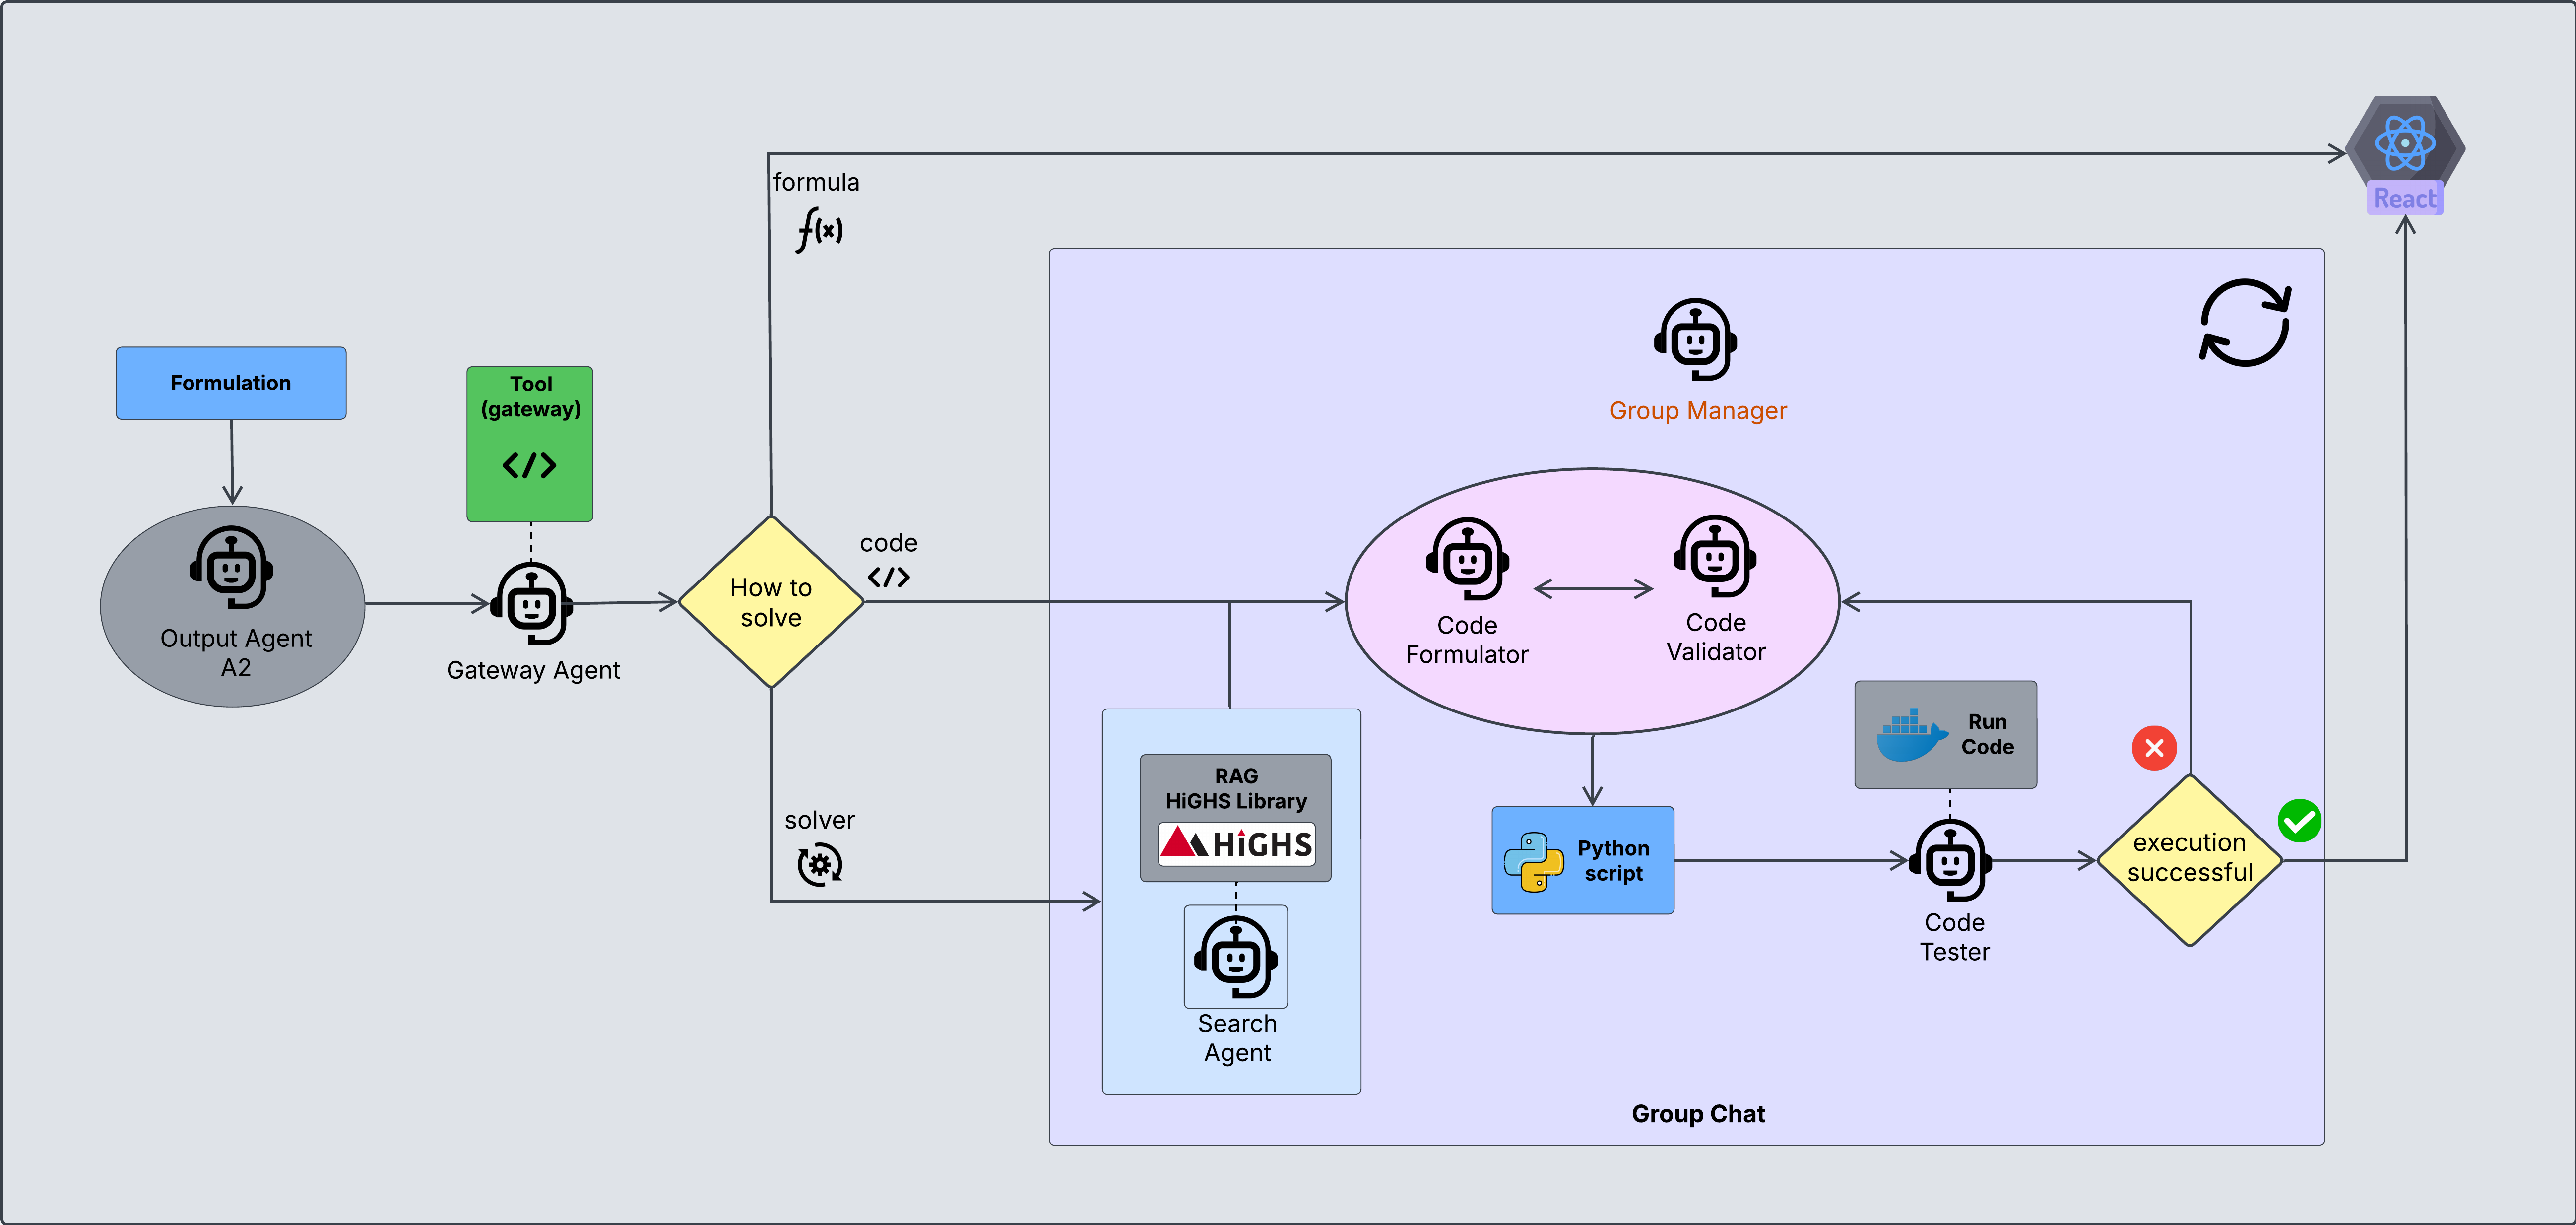 React
formula
f(x)
Group Manager
Formulation
Tool
(gateway)
</>
Output Agent
A2
Gateway Agent
How to
solve
code
</>
Code
Formulator
Code
Validator
Run
Code
RAG
HiGHS Library
HiGHS
solver
Python
script
execution
successful
Code
Tester
Search
Agent
Group Chat